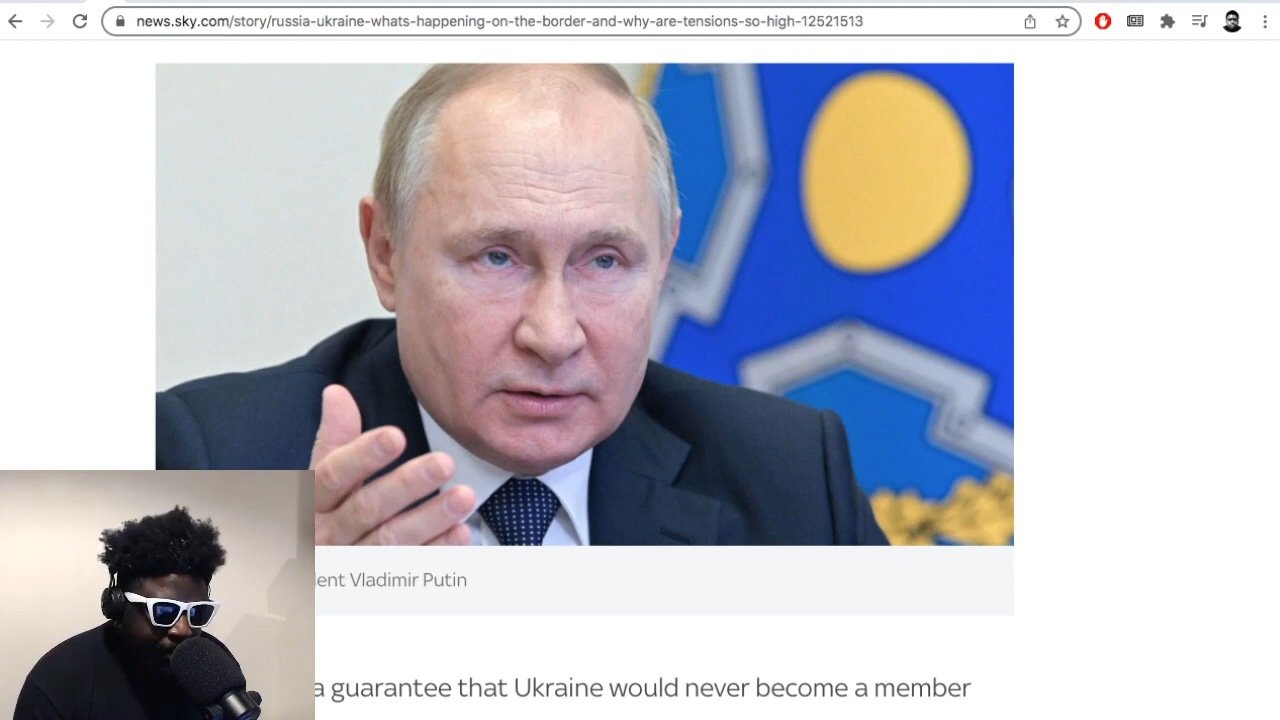 news.sky.com/story/russia-ukraine-whats-happening-on-the-border-and-why-are-tensions-so-high-12521513
Vladimir Putin
a guarantee that Ukraine would never become a member